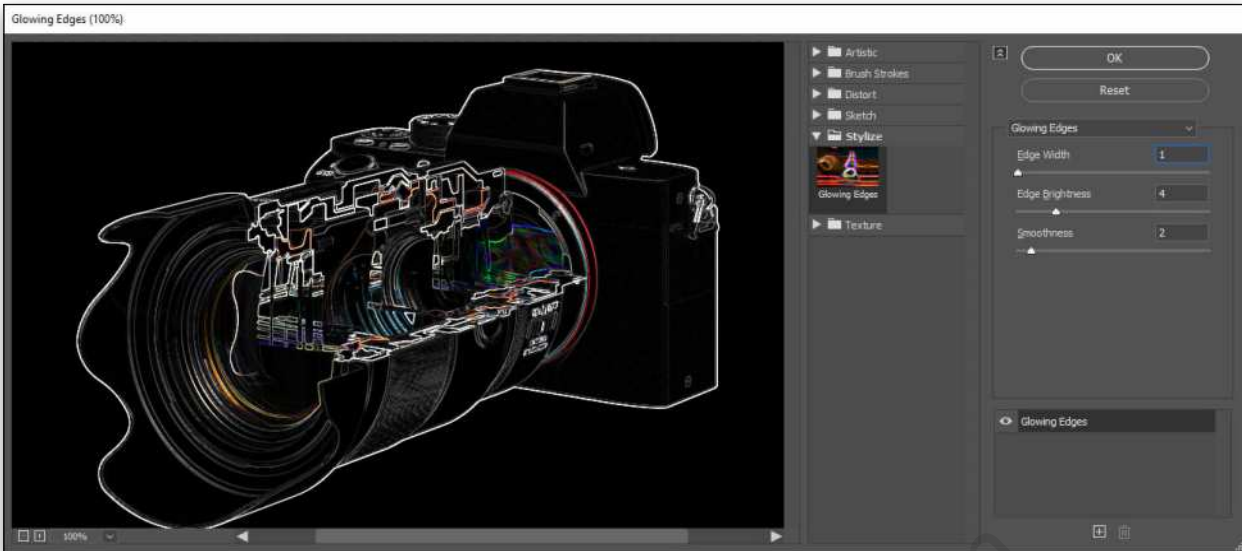 Glowing Edges (100%)
Artistic
Brush Strokes
Distort
Sketch
Stylize
Glowing Edges
Texture
OK
Reset
Glowing Edges
Edge Width 1
Edge Brightness 4
Smoothness 2
Glowing Edges
100%